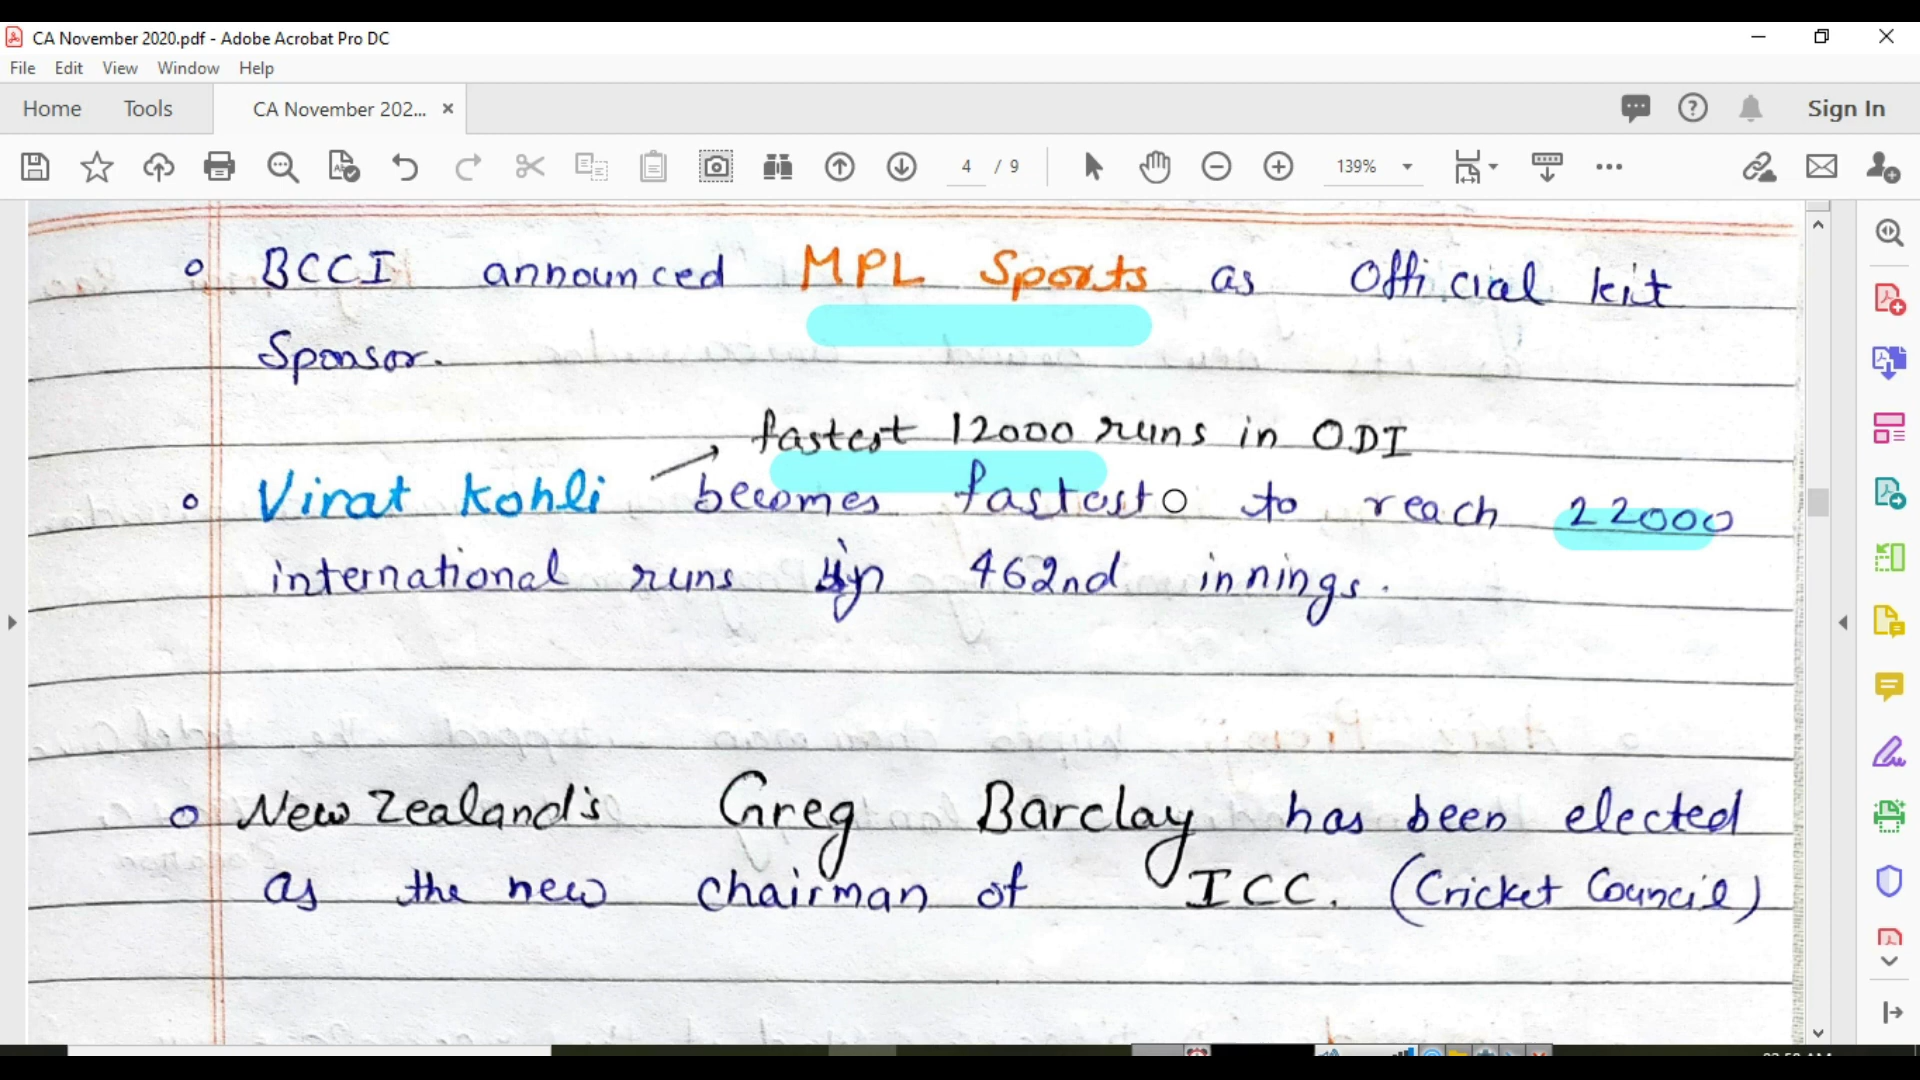 CA November 2020.pdf - Adobe Acrobat Pro DC
File Edit View Window Help
Home Tools CA November 202... × Sign In
4 / 9 139%
BCCI announced MPL Sports as Official kit
Sponsor.
fastest 12000 runs in ODI
Virat Kohli becomes fastest to reach 22000
international runs in 462nd innings.
New Zealand's Greg Barclay has been elected
as the new chairman of ICC. (Cricket Council)